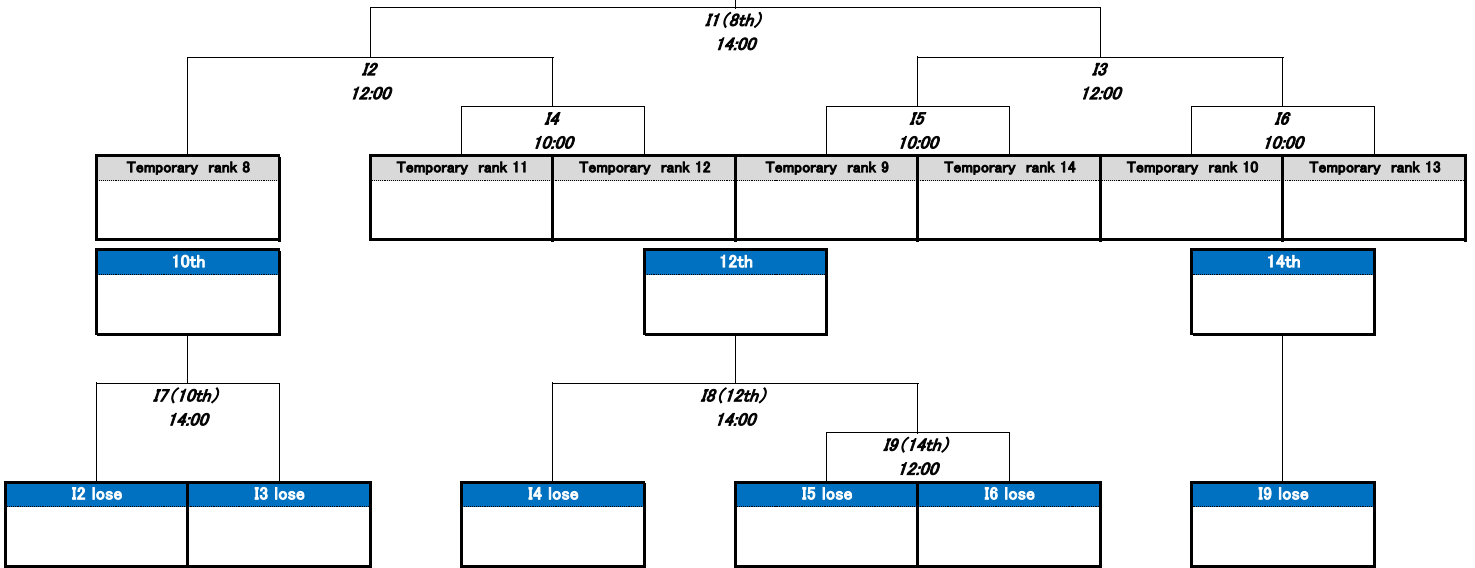 I1(8th)
14:00
I2
I3
12:00
12:00
I4
I5
I6
10:00
10:00
10:00
Temporary rank 8
Temporary rank 11
Temporary rank 12
Temporary rank 9
Temporary rank 14
Temporary rank 10
Temporary rank 13
10th
12th
14th
I7(10th)
I8(12th)
14:00
14:00
I9(14th)
12:00
I2 lose
I3 lose
I4 lose
I5 lose
I6 lose
I9 lose